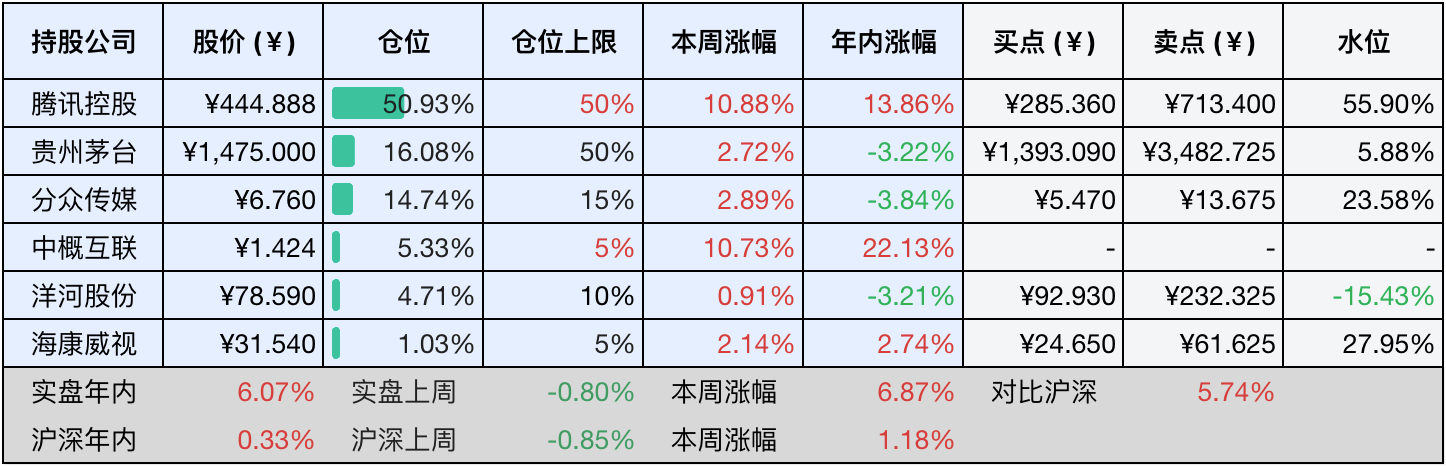 持股公司 股价 (¥) 仓位 仓位上限 本周涨幅 年内涨幅 买点 (¥) 卖点 (¥) 水位
腾讯控股 ¥444.888 50.93% 50% 10.88% 13.86% ¥285.360 ¥713.400 55.90%
贵州茅台 ¥1,475.000 16.08% 50% 2.72% -3.22% ¥1,393.090 ¥3,482.725 5.88%
分众传媒 ¥6.760 14.74% 15% 2.89% -3.84% ¥5.470 ¥13.675 23.58%
中概互联 ¥1.424 5.33% 5% 10.73% 22.13% - - -
洋河股份 ¥78.590 4.71% 10% 0.91% -3.21% ¥92.930 ¥232.325 -15.43%
海康威视 ¥31.540 1.03% 5% 2.14% 2.74% ¥24.650 ¥61.625 27.95%
实盘年内 6.07% 实盘上周 -0.80% 本周涨幅 6.87% 对比沪深 5.74%
沪深年内 0.33% 沪深上周 -0.85% 本周涨幅 1.18%